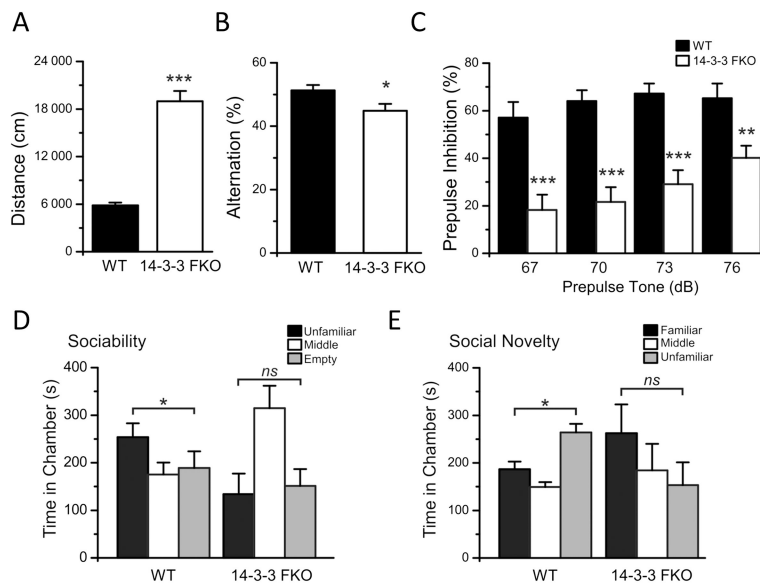 A
Distance (cm)
24 000
18 000
12 000
6 000
0
***
WT
14-3-3 FKO
B
Alternation (%)
60
40
20
0
*
WT
14-3-3 FKO
C
WT
14-3-3 FKO
Prepulse Inhibition (%)
80
60
40
20
0
***
***
***
**
67
70
73
76
Prepulse Tone (dB)
D
Sociability
Unfamiliar
Middle
Empty
Time in Chamber (s)
400
300
200
100
0
*
ns
WT
14-3-3 FKO
E
Social Novelty
Familiar
Middle
Unfamiliar
Time in Chamber (s)
400
300
200
100
0
*
ns
WT
14-3-3 FKO